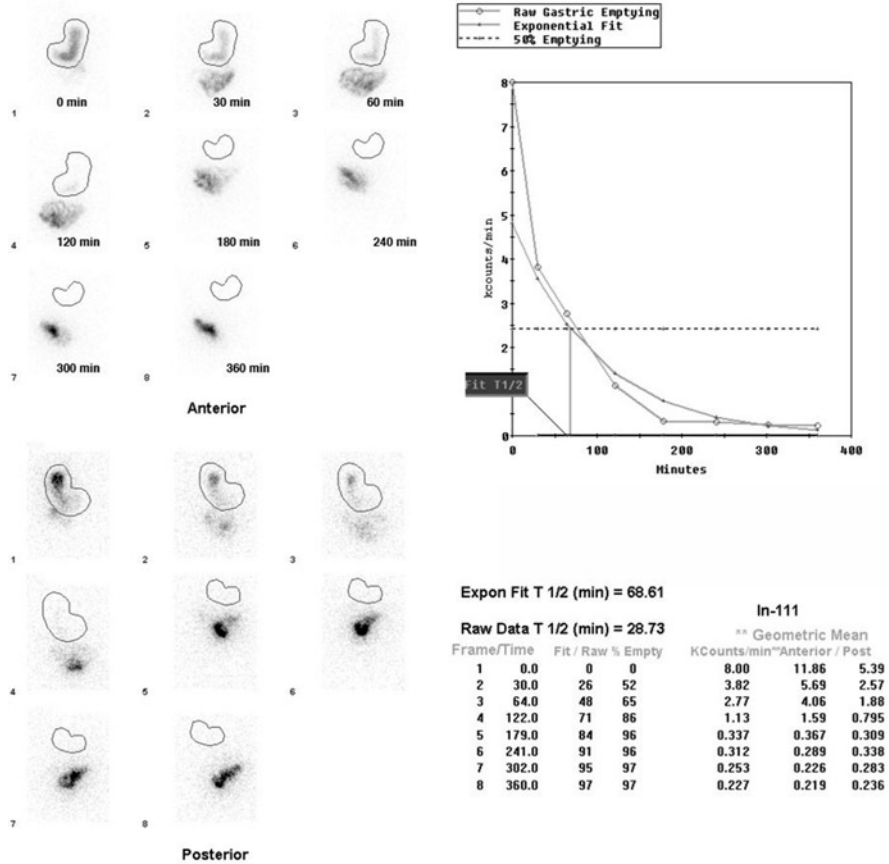 1
0 min
2
30 min
3
60 min
4
120 min
5
180 min
6
240 min
7
300 min
8
360 min
Anterior
1
2
3
4
5
6
7
8
Posterior
Raw Gastric Emptying
Exponential Fit
50% Emptying
kcounts/min
8
7
6
5
4
3
2
1
0
Fit T1/2
0 100 200 300 400
Minutes
Expon Fit T 1/2 (min) = 68.61
In-111
Raw Data T 1/2 (min) = 28.73
** Geometric Mean
Frame/Time Fit / Raw % Empty KCounts/min**Anterior / Post
1 0.0 0 0 8.00 11.86 5.39
2 30.0 26 52 3.82 5.69 2.57
3 64.0 48 65 2.77 4.06 1.88
4 122.0 71 86 1.13 1.59 0.795
5 179.0 84 96 0.337 0.367 0.309
6 241.0 91 96 0.312 0.289 0.338
7 302.0 95 97 0.253 0.226 0.283
8 360.0 97 97 0.227 0.219 0.236